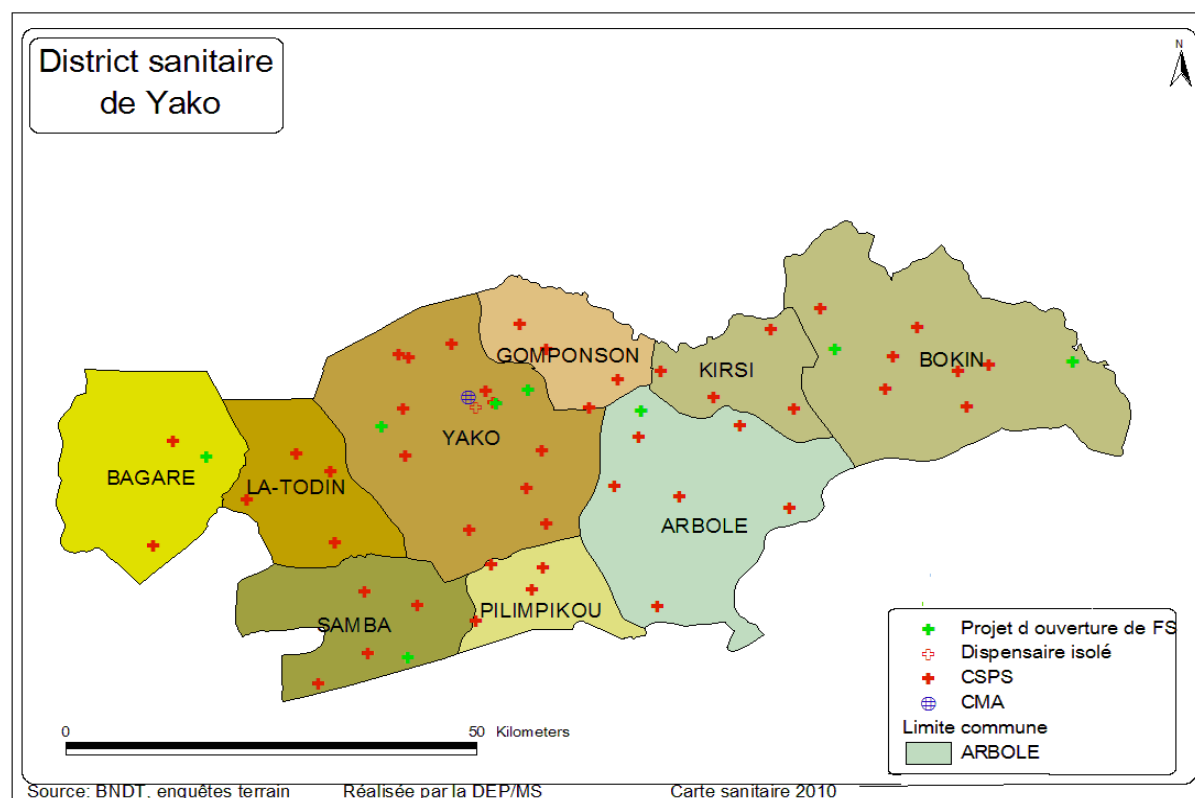 District sanitaire
de Yako
N
GOMPONSON
KIRSI
BOKIN
YAKO
BAGARE
LA-TODIN
ARBOLE
SAMBA
PILIMPIKOU
Projet d ouverture de FS
Dispensaire isolé
CSPS
CMA
Limite commune
ARBOLE
0 50 Kilometers
Source: BNDT, enquêtes terrain Réalisée par la DEP/MS Carte sanitaire 2010